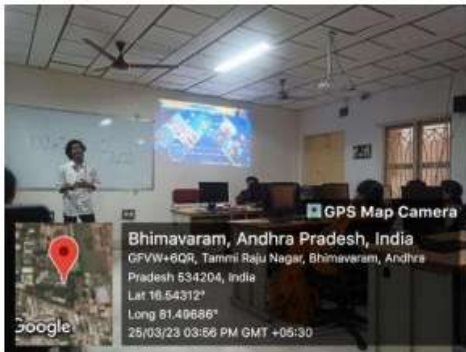 GPS Map Camera
Bhimavaram, Andhra Pradesh, India
GFVW+6QR, Tammi Raju Nagar, Bhimavaram, Andhra
Pradesh 534204, India
Lat 16.54312°
Long 81.49686°
25/03/23 03:56 PM GMT +05:30
Google